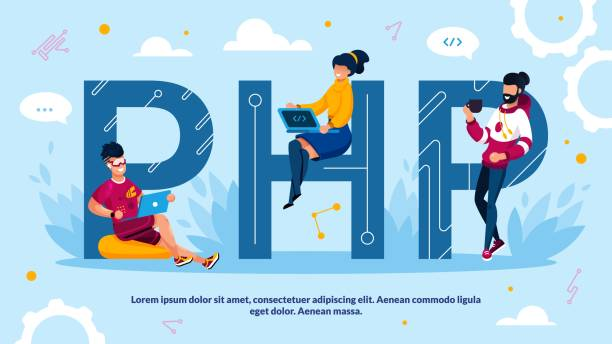 PHP
</>
</>
Lorem ipsum dolor sit amet, consectetuer adipiscing elit. Aenean commodo ligula
eget dolor. Aenean massa.